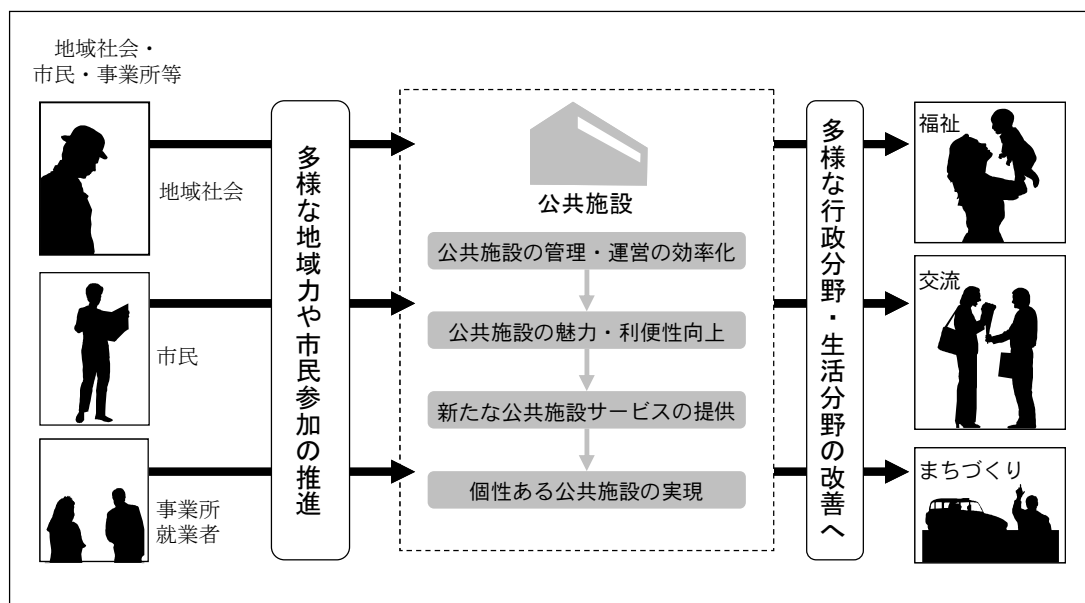 地域社会・
市民・事業所等
地域社会
市民
事業所
就業者
多様な地域力や市民参加の推進
公共施設
公共施設の管理・運営の効率化
公共施設の魅力・利便性向上
新たな公共施設サービスの提供
個性ある公共施設の実現
多様な行政分野・生活分野の改善へ
福祉
交流
まちづくり